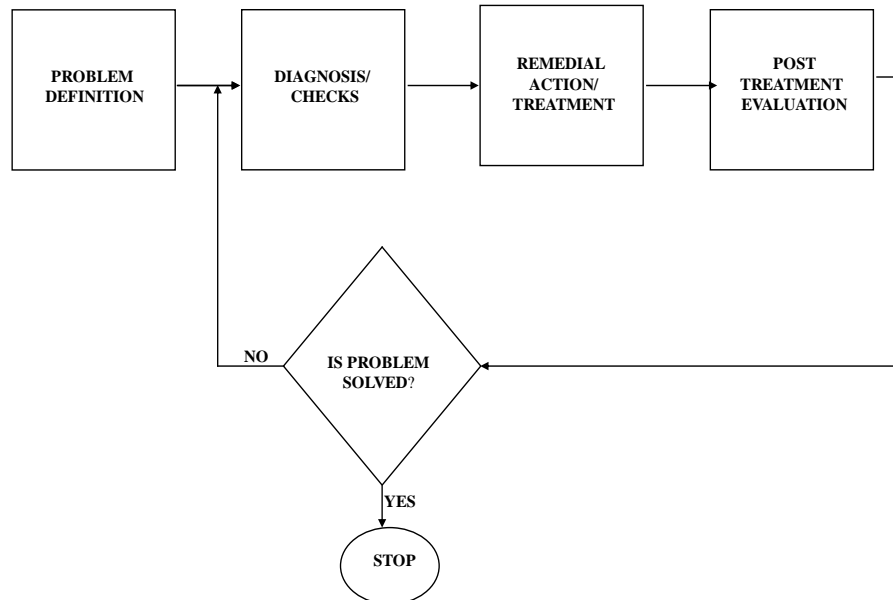 PROBLEM
DEFINITION
DIAGNOSIS/
CHECKS
REMEDIAL
ACTION/
TREATMENT
POST
TREATMENT
EVALUATION
NO
IS PROBLEM
SOLVED?
YES
STOP